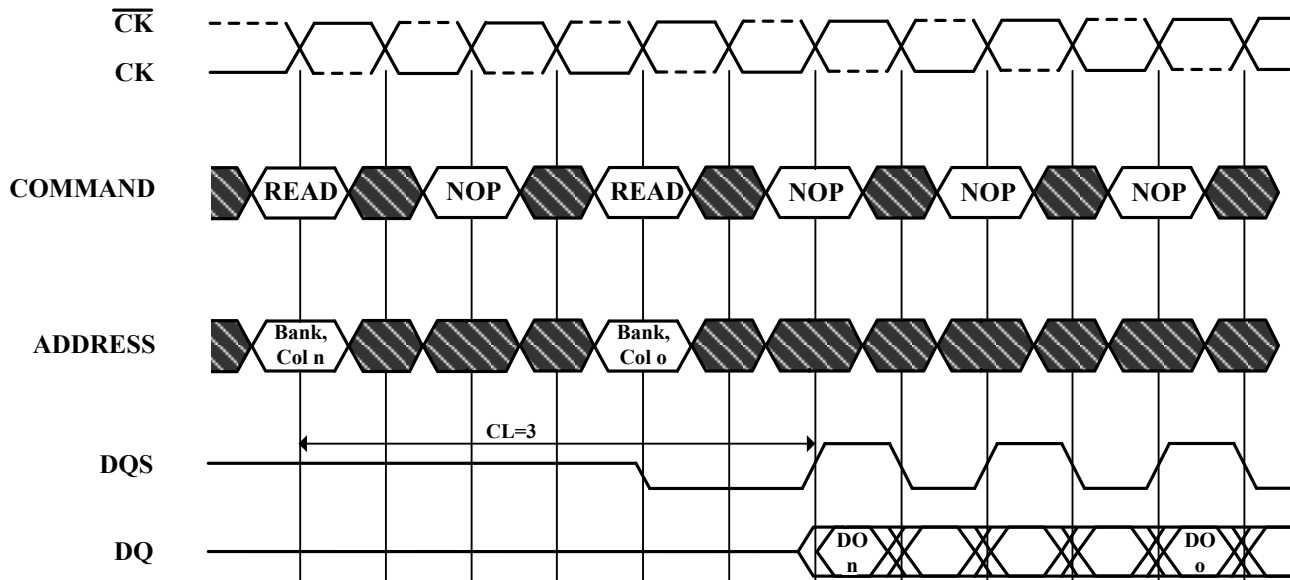 CK
CK
COMMAND
READ NOP READ NOP NOP NOP
ADDRESS
Bank,
Col n
Bank,
Col o
CL=3
DQS
DQ
DO
n
DO
o